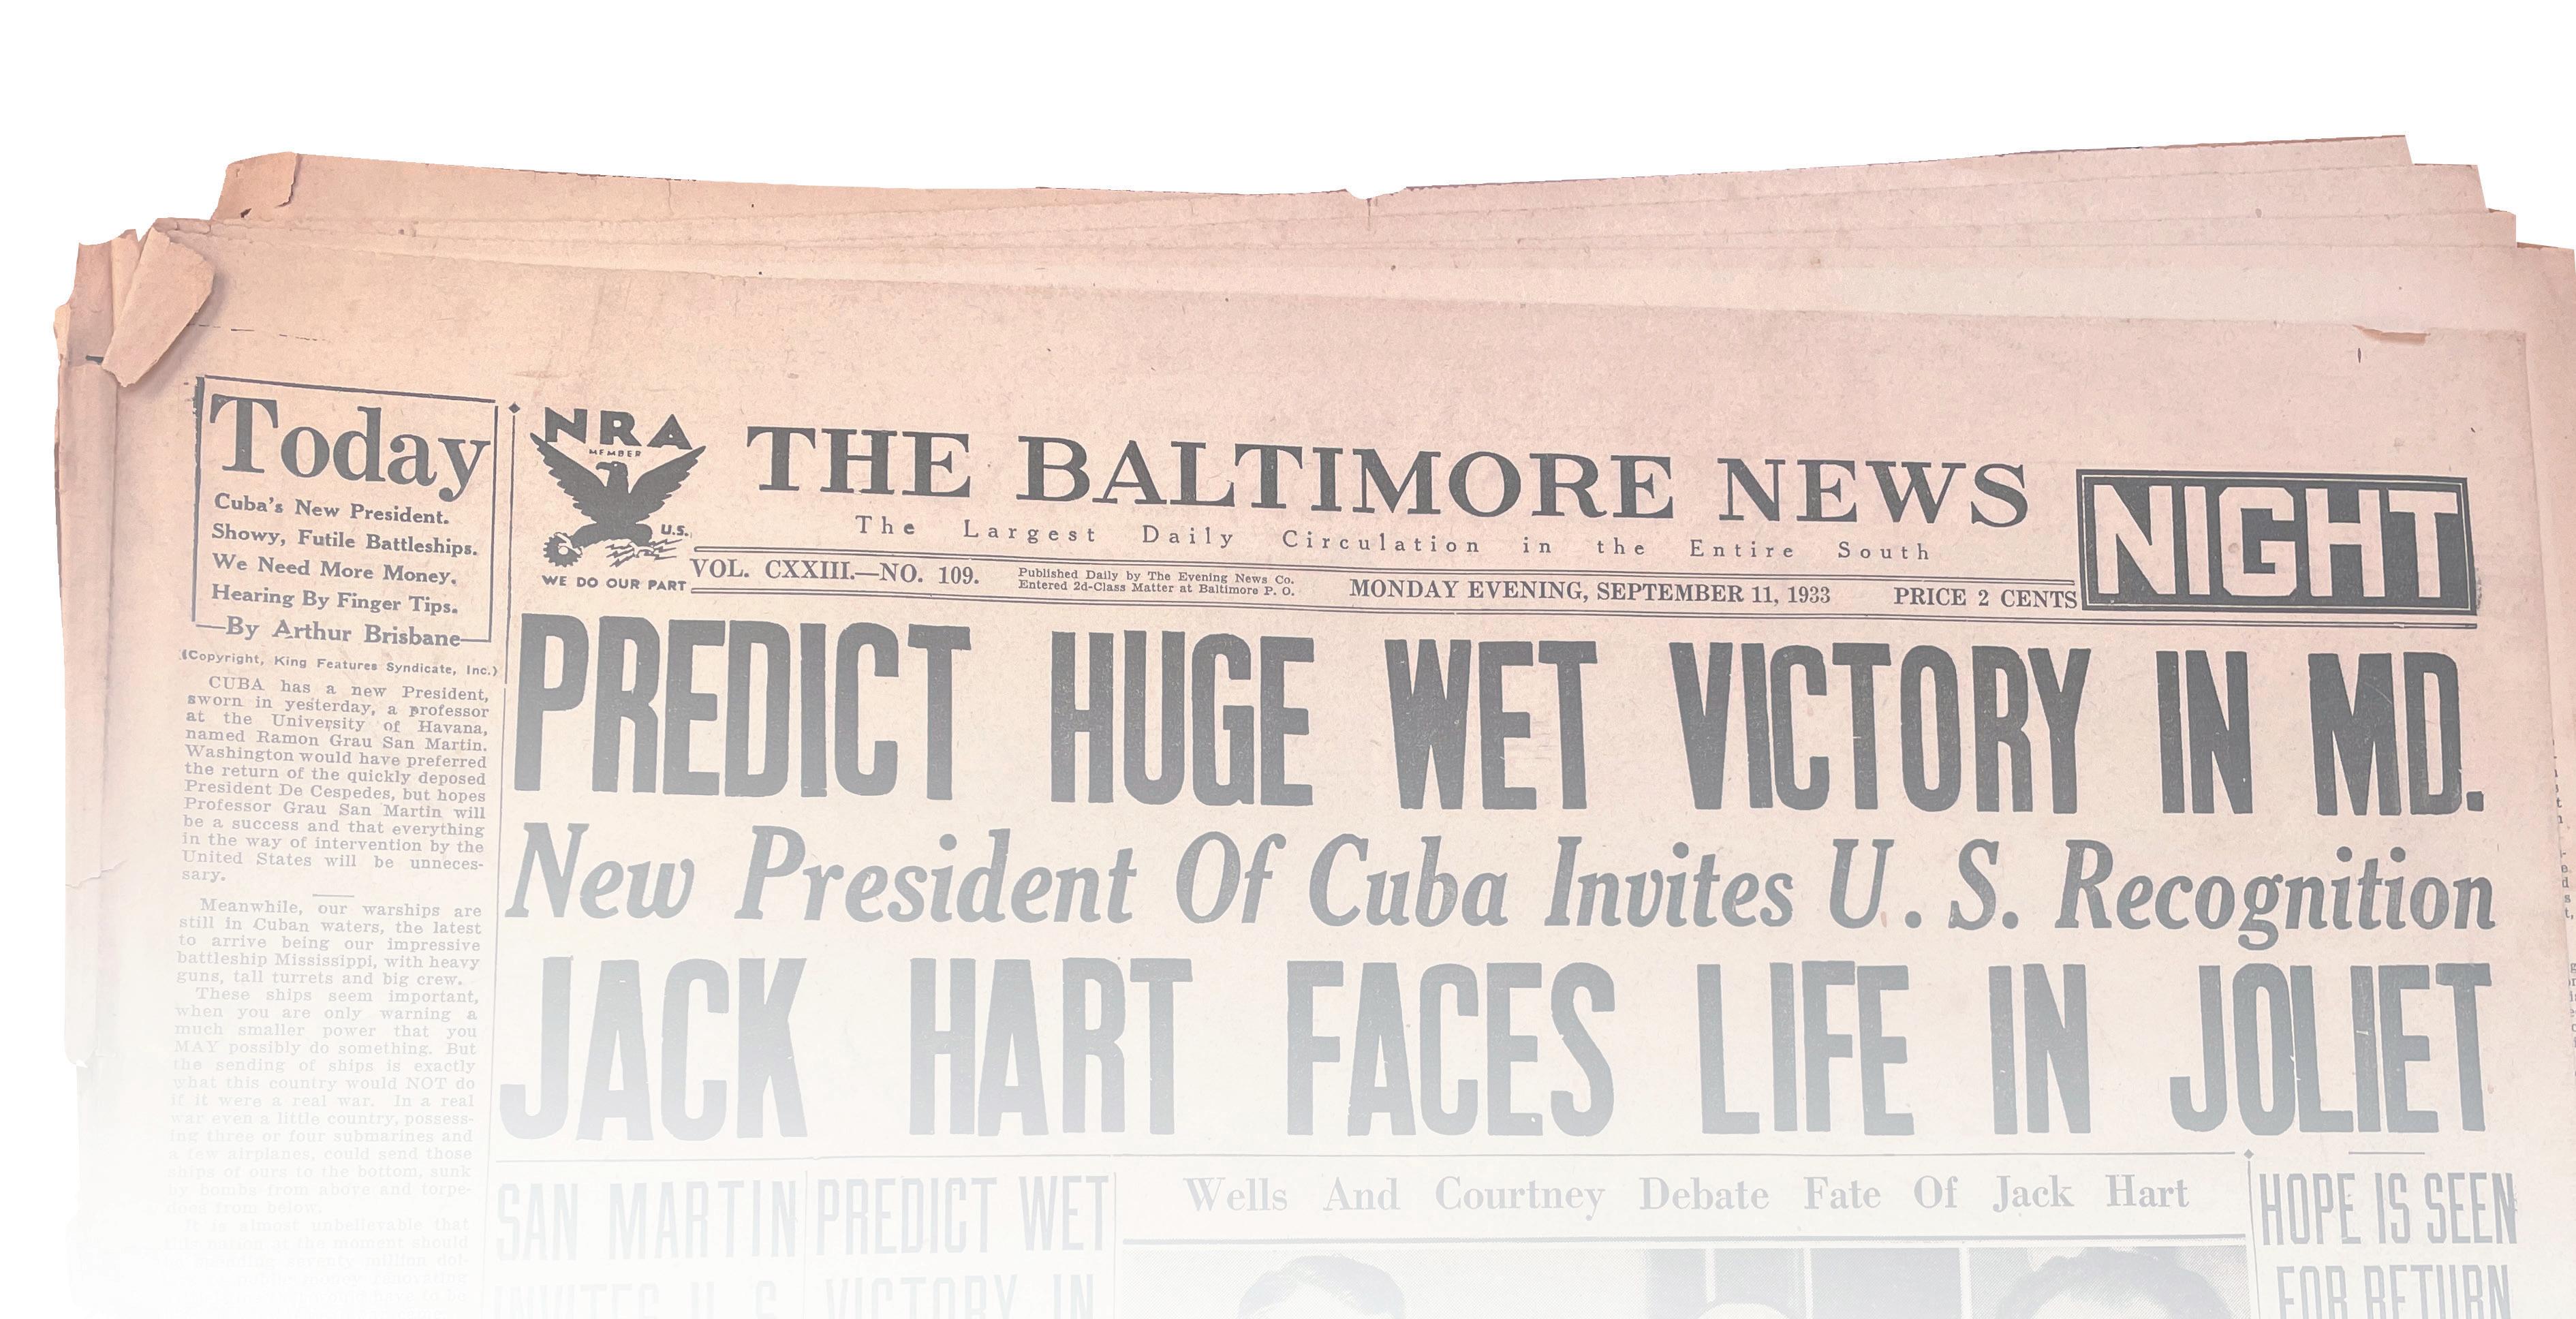 Today
Cuba's New President.
Showy, Futile Battleships.
We Need More Money.
Hearing By Finger Tips.
—By Arthur Brisbane—
(Copyright, King Features Syndicate, Inc.)
CUBA has a new President,
sworn in yesterday, a professor
at the University of Havana,
named Ramon Grau San Martin.
Washington would have preferred
the return of the quickly deposed
President De Cespedes, but hopes
Professor Grau San Martin will
be a success and that everything
in the way of intervention by the
United States will be unneces-
sary.
Meanwhile, our warships are
still in Cuban waters, the latest
to arrive being our impressive
battleship Mississippi, with heavy
guns, tall turrets and big crew.
These ships seem important,
when you are only warning a
much smaller power that you
MAY possibly do something. But
the sending of ships is exactly
what this country would NOT do
if it were a real war. In a real
war even a little country, possess-
ing three or four submarines and
a few airplanes, could send those
ships of ours to the bottom, sunk
by bombs from above and torpe-
does from below.
It is almost unbelievable that
NRA
MEMBER
U.S.
WE DO OUR PART
THE BALTIMORE NEWS
The Largest Daily Circulation in the Entire South
NIGHT
VOL. CXXIII.—NO. 109.
Published Daily by The Evening News Co.
Entered 2d-Class Matter at Baltimore P. O.
MONDAY EVENING, SEPTEMBER 11, 1933
PRICE 2 CENTS
PREDICT HUGE WET VICTORY IN MD.
New President Of Cuba Invites U. S. Recognition
JACK HART FACES LIFE IN JOLIET
SAN MARTIN
INVITES U. S.
PREDICT WET
VICTORY IN
Wells And Courtney Debate Fate Of Jack Hart
HOPE IS SEEN
FOR RETURN